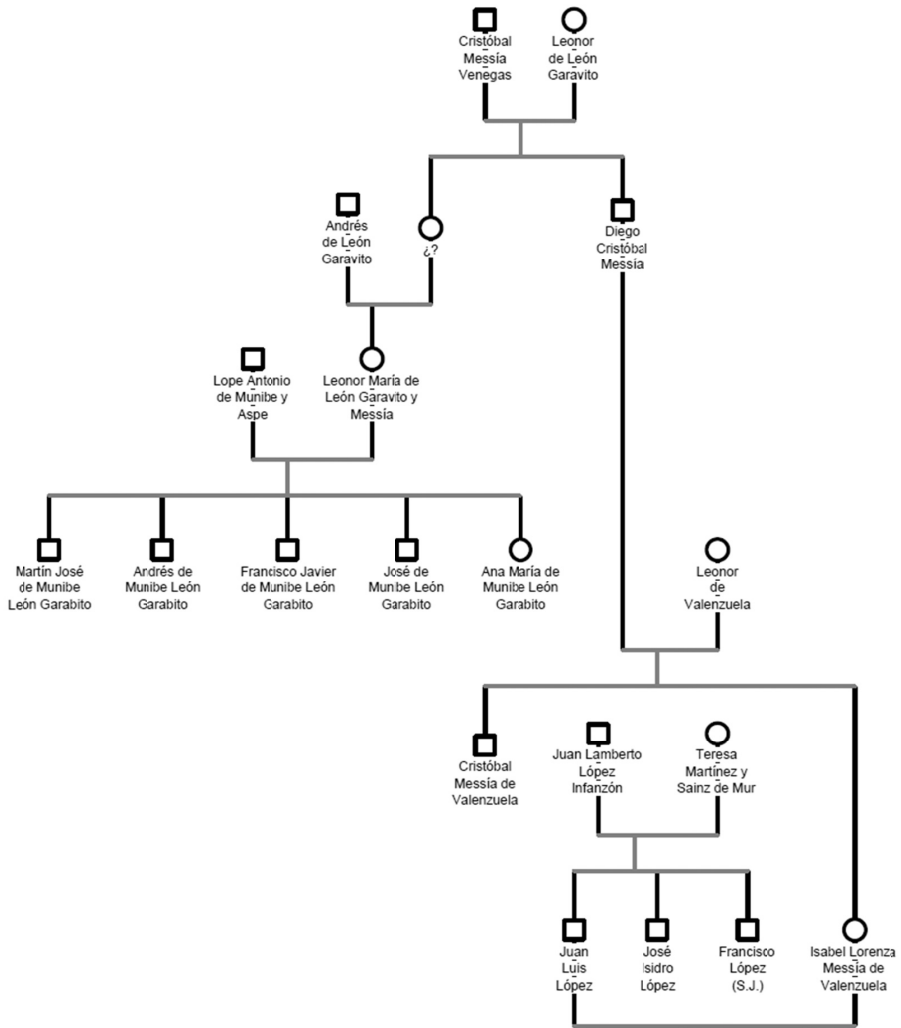 Cristóbal
Messía
Venegas
Leonor
de León
Garavito
Andrés
de León
Garavito
¿?
Diego
Cristóbal
Messía
Lope Antonio
de Munibe y
Aspe
Leonor María de
León Garavito y
Messía
Martín José
de Munibe
León Garabito
Andrés de
Munibe León
Garabito
Francisco Javier
de Munibe León
Garabito
José de
Munibe León
Garabito
Ana María de
Munibe León
Garabito
Leonor
de
Valenzuela
Cristóbal
Messía de
Valenzuela
Juan Lamberto
López
Infanzón
Teresa
Martínez y
Sainz de Mur
Juan
Luis
López
José
Isidro
López
Francisco
López
(S.J.)
Isabel Lorenza
Messía de
Valenzuela